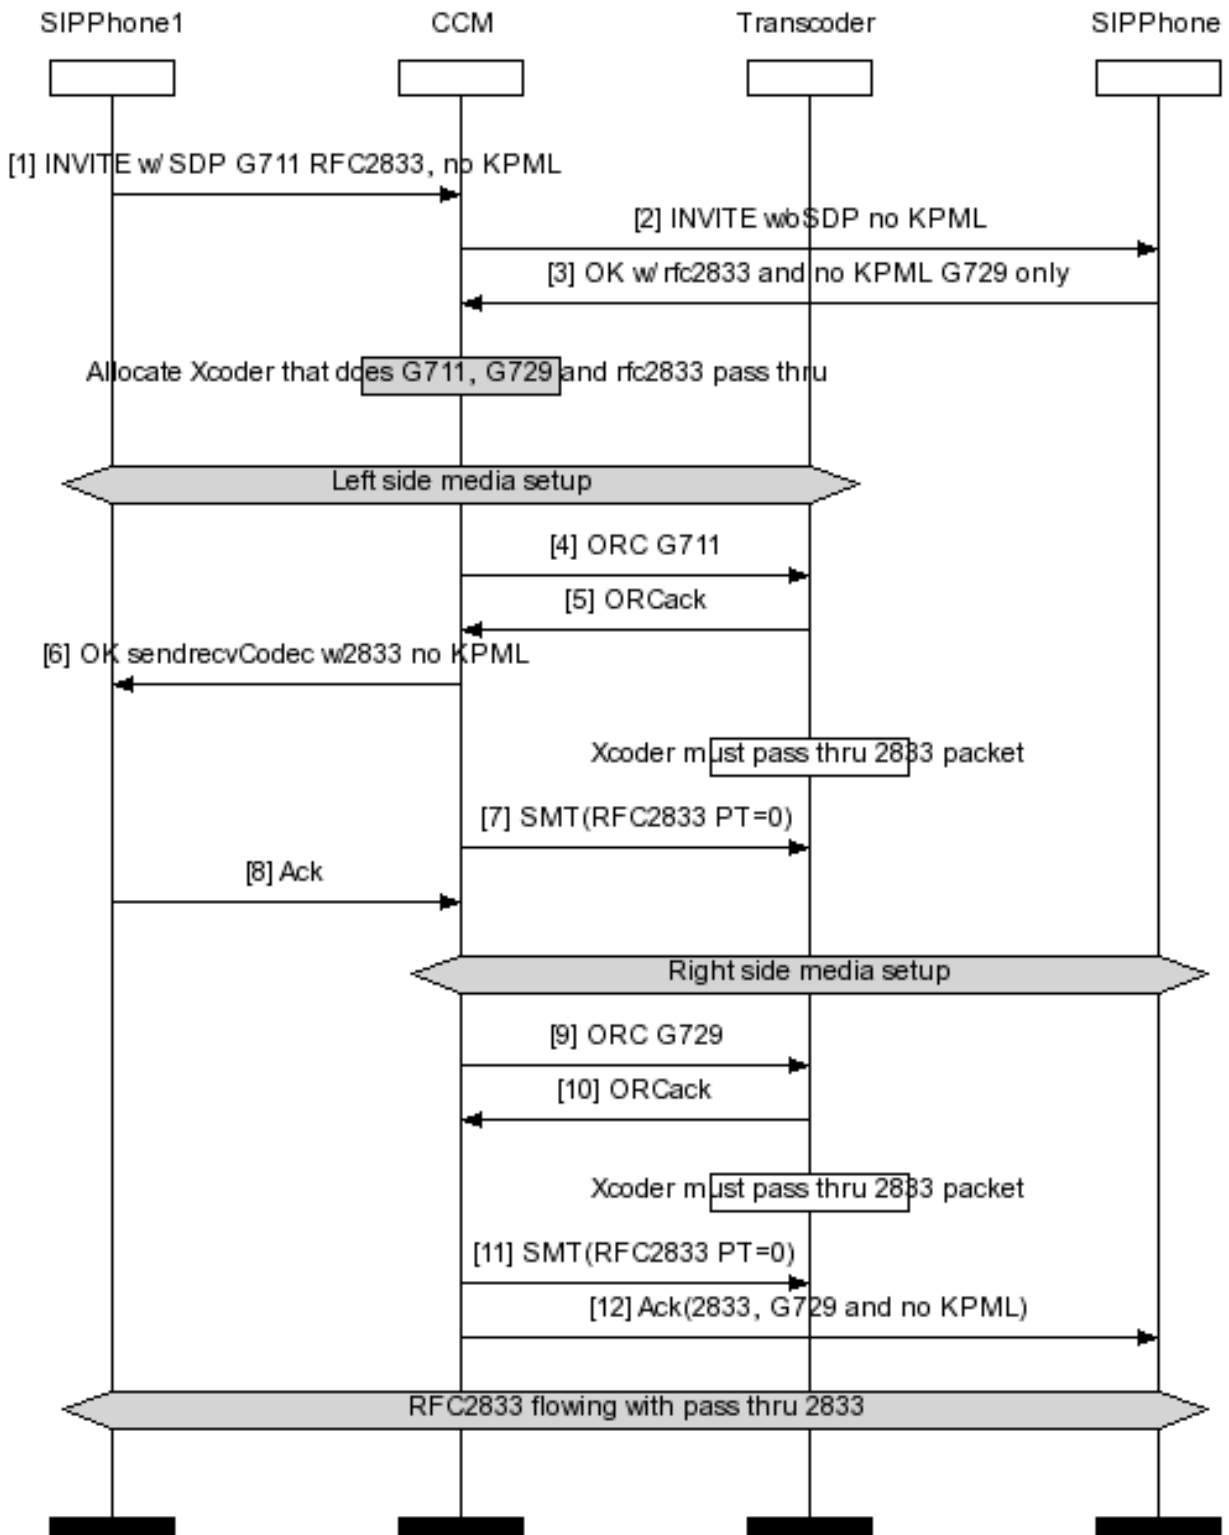 SIPPhone1 CCM Transcoder SIPPhone
[1] INVITE w/ SDP G711 RFC2833, no KPML
[2] INVITE w/o SDP no KPML
[3] OK w/ rfc2833 and no KPML G729 only
Allocate Xcoder that does G711, G729 and rfc2833 pass thru
Left side media setup
[4] ORC G711
[5] ORCack
[6] OK sendrecvCodec w/2833 no KPML
Xcoder must pass thru 2833 packet
[7] SMT(RFC2833 PT=0)
[8] Ack
Right side media setup
[9] ORC G729
[10] ORCack
Xcoder must pass thru 2833 packet
[11] SMT(RFC2833 PT=0)
[12] Ack(2833, G729 and no KPML)
RFC2833 flowing with pass thru 2833